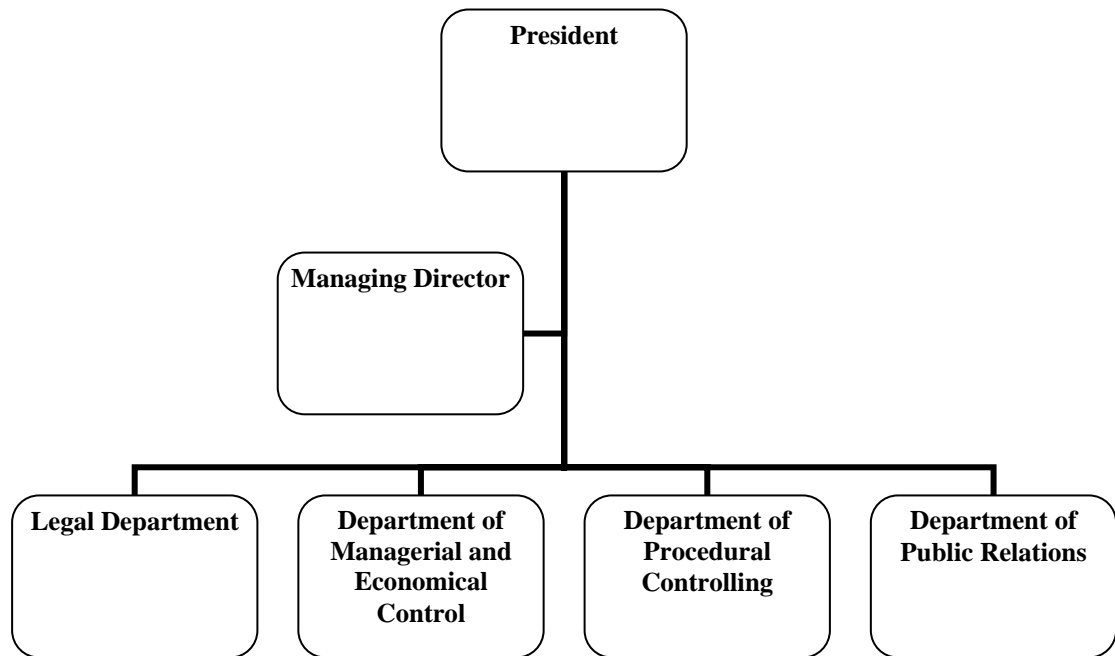 President
Managing Director
Legal Department
Department of
Managerial and
Economical
Control
Department of
Procedural
Controlling
Department of
Public Relations